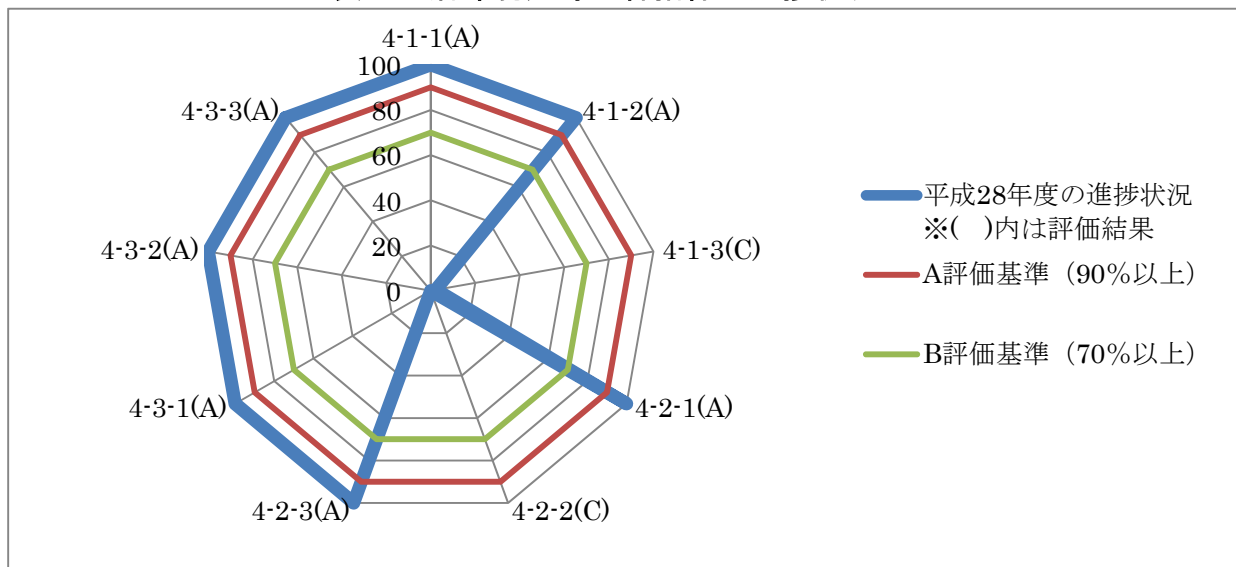 4-1-1(A)
100
4-3-3(A)
4-1-2(A)
80
60
40
4-3-2(A)
4-1-3(C)
20
0
4-3-1(A)
4-2-1(A)
4-2-3(A)
4-2-2(C)
平成28年度の進捗状況
※(　)内は評価結果
A評価基準（90％以上）
B評価基準（70％以上）